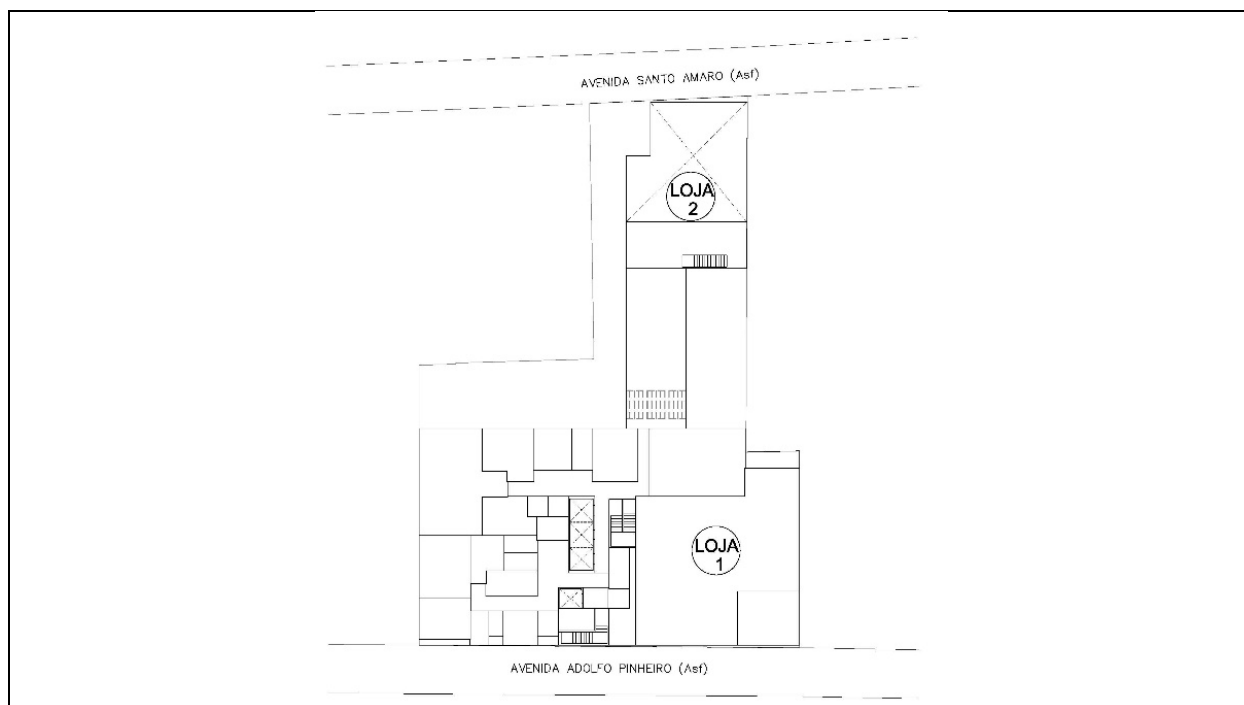 AVENIDA SANTO AMARO (Asf)
LOJA
2
LOJA
1
AVENIDA ADOLFO PINHEIRO (Asf)